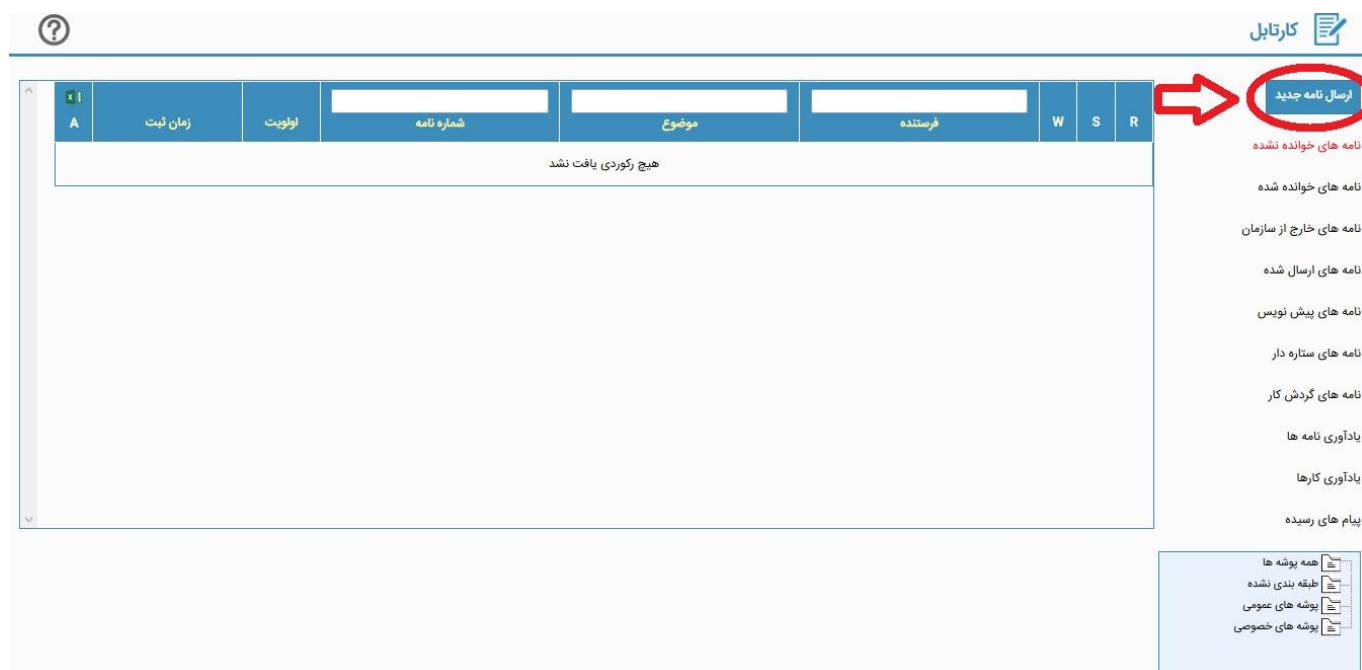 کارتابل
ارسال نامه جدید
نامه های خوانده نشده
نامه های خوانده شده
نامه های خارج از سازمان
نامه های ارسال شده
نامه های پیش نویس
نامه های ستاره دار
نامه های گردش کار
یادآوری نامه ها
یادآوری کارها
پیام های رسیده
همه پوشه ها
طبقه بندی نشده
پوشه های عمومی
پوشه های خصوصی
R S W فرستنده موضوع شماره نامه اولویت زمان ثبت A
هیچ رکوردی یافت نشد